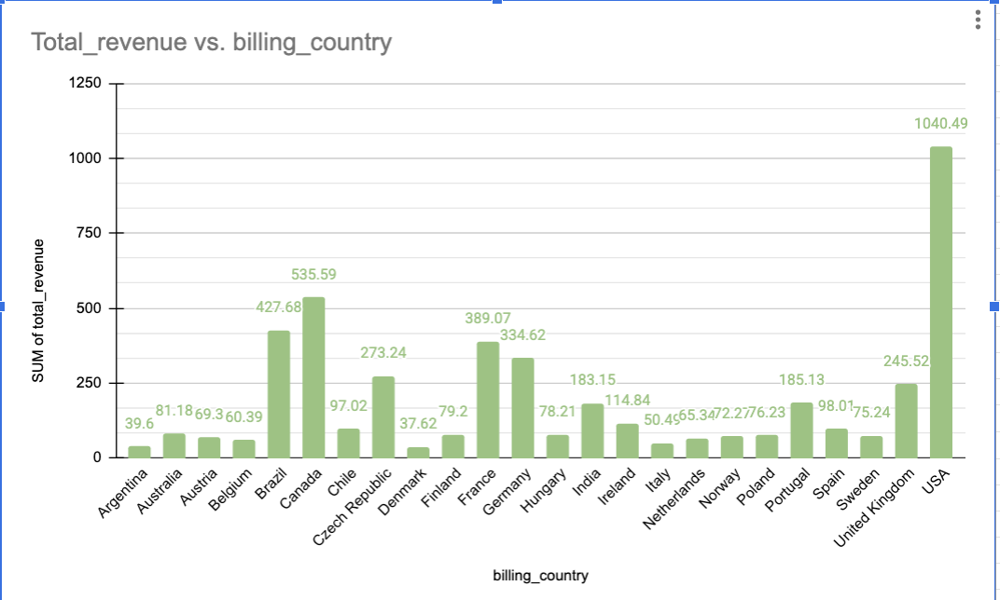 Total_revenue vs. billing_country
SUM of total_revenue
1250
1000
750
500
250
0
39.6
81.18
69.3
60.39
427.68
535.59
97.02
273.24
37.62
79.2
389.07
334.62
78.21
183.15
114.84
50.49
65.34
72.27
76.23
185.13
98.01
75.24
245.52
1040.49
Argentina
Australia
Austria
Belgium
Brazil
Canada
Chile
Czech Republic
Denmark
Finland
France
Germany
Hungary
India
Ireland
Italy
Netherlands
Norway
Poland
Portugal
Spain
Sweden
United Kingdom
USA
billing_country